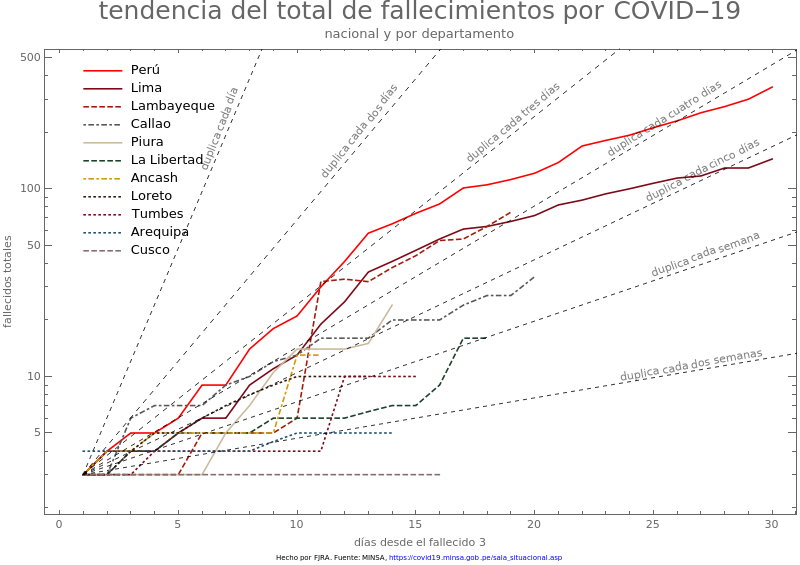 tendencia del total de fallecimientos por COVID−19
nacional y por departamento
500
100
50
10
5
fallecidos totales
Perú
Lima
Lambayeque
Callao
Piura
La Libertad
Ancash
Loreto
Tumbes
Arequipa
Cusco
duplica cada día
duplica cada dos días
duplica cada tres días
duplica cada cuatro días
duplica cada cinco días
duplica cada semana
duplica cada dos semanas
0 5 10 15 20 25 30
días desde el fallecido 3
Hecho por FJRA. Fuente: MINSA, https://covid19.minsa.gob.pe/sala_situacional.asp